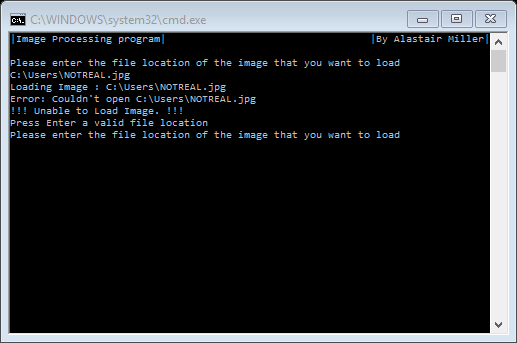 C:\WINDOWS\system32\cmd.exe
|Image Processing program| |By Alastair Miller|
Please enter the file location of the image that you want to load
C:\Users\NOTREAL.jpg
Loading Image : C:\Users\NOTREAL.jpg
Error: Couldn't open C:\Users\NOTREAL.jpg
!!! Unable to Load Image. !!!
Press Enter a valid file location
Please enter the file location of the image that you want to load